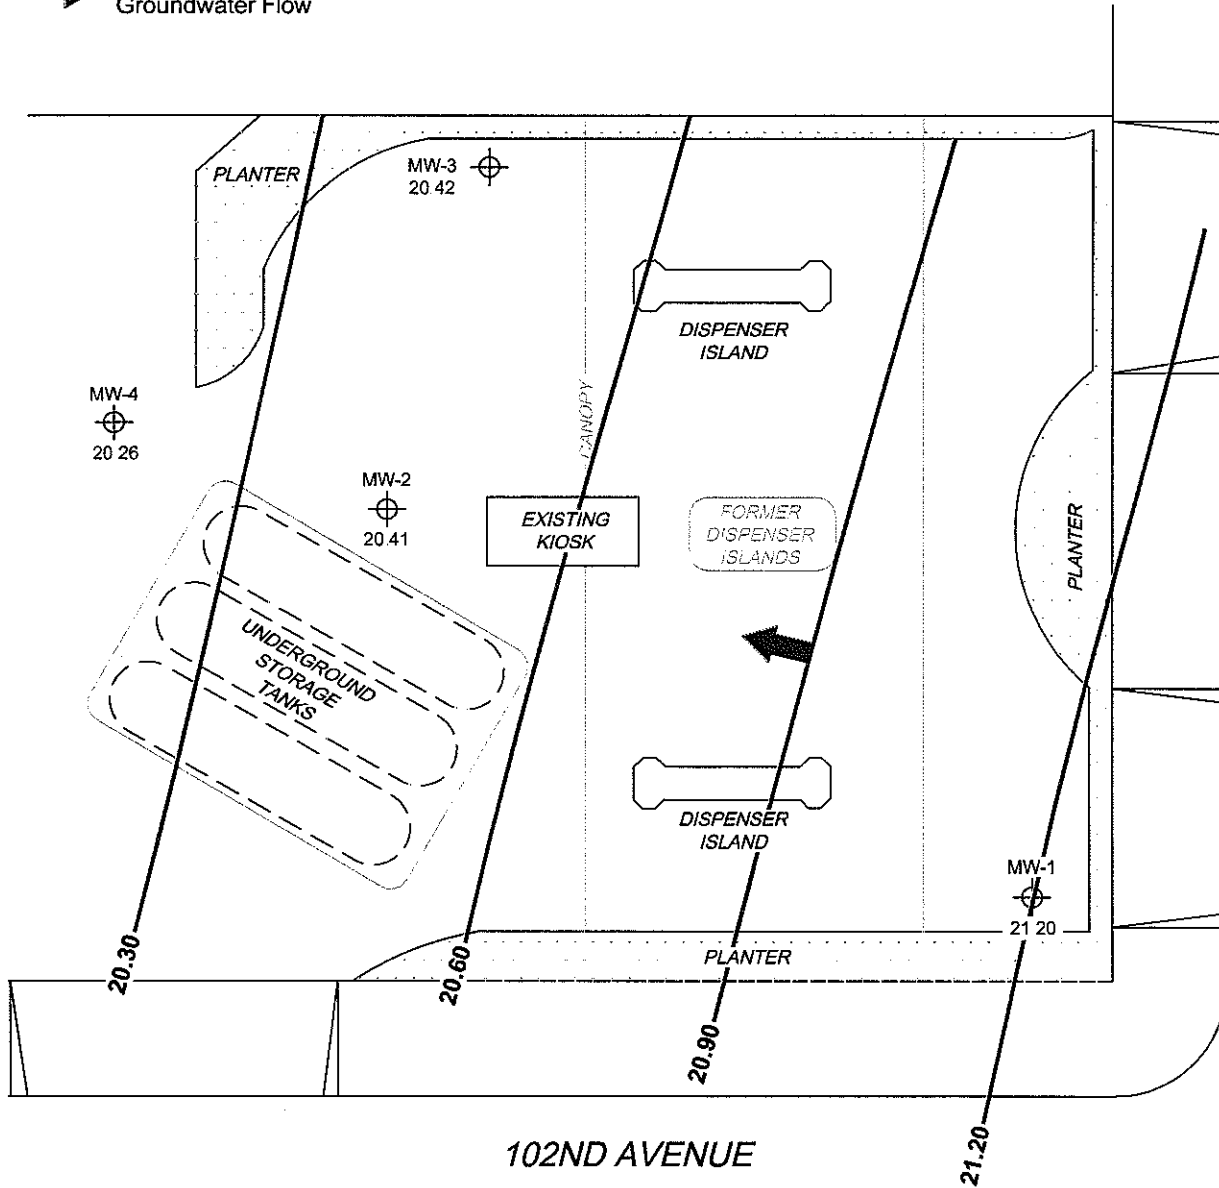 Groundwater Flow
PLANTER
MW-3
20.42
DISPENSER
ISLAND
CANOPY
MW-4
20 26
MW-2
20.41
EXISTING
KIOSK
FORMER
DISPENSER
ISLANDS
PLANTER
UNDERGROUND
STORAGE
TANKS
DISPENSER
ISLAND
MW-1
21 20
PLANTER
20.30
20.60
20.90
21.20
102ND AVENUE